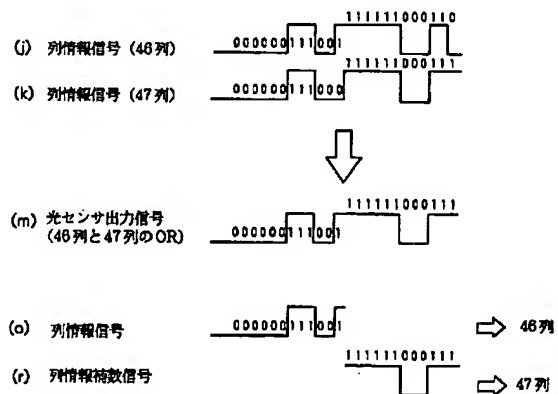 111111000110
(j) 列情報信号 (46列) 000000111001
111111000111
(k) 列情報信号 (47列) 000000111000
111111000111
(m) 光センサ出力信号 000000111001
(46列と47列のOR)
(o) 列情報信号 000000111001 46列
111111000111
(r) 列情報補数信号 47列